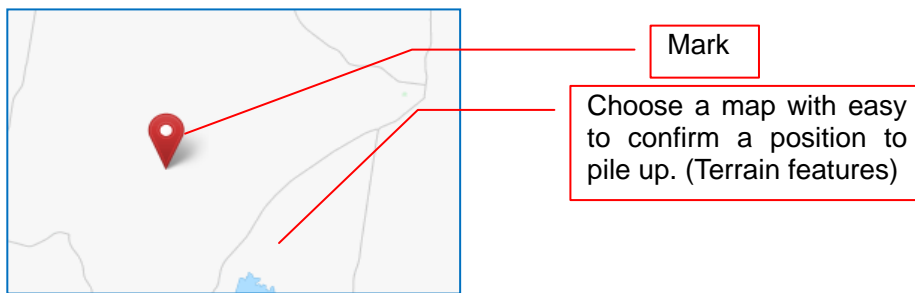 Mark
Choose a map with easy
to confirm a position to
pile up. (Terrain features)